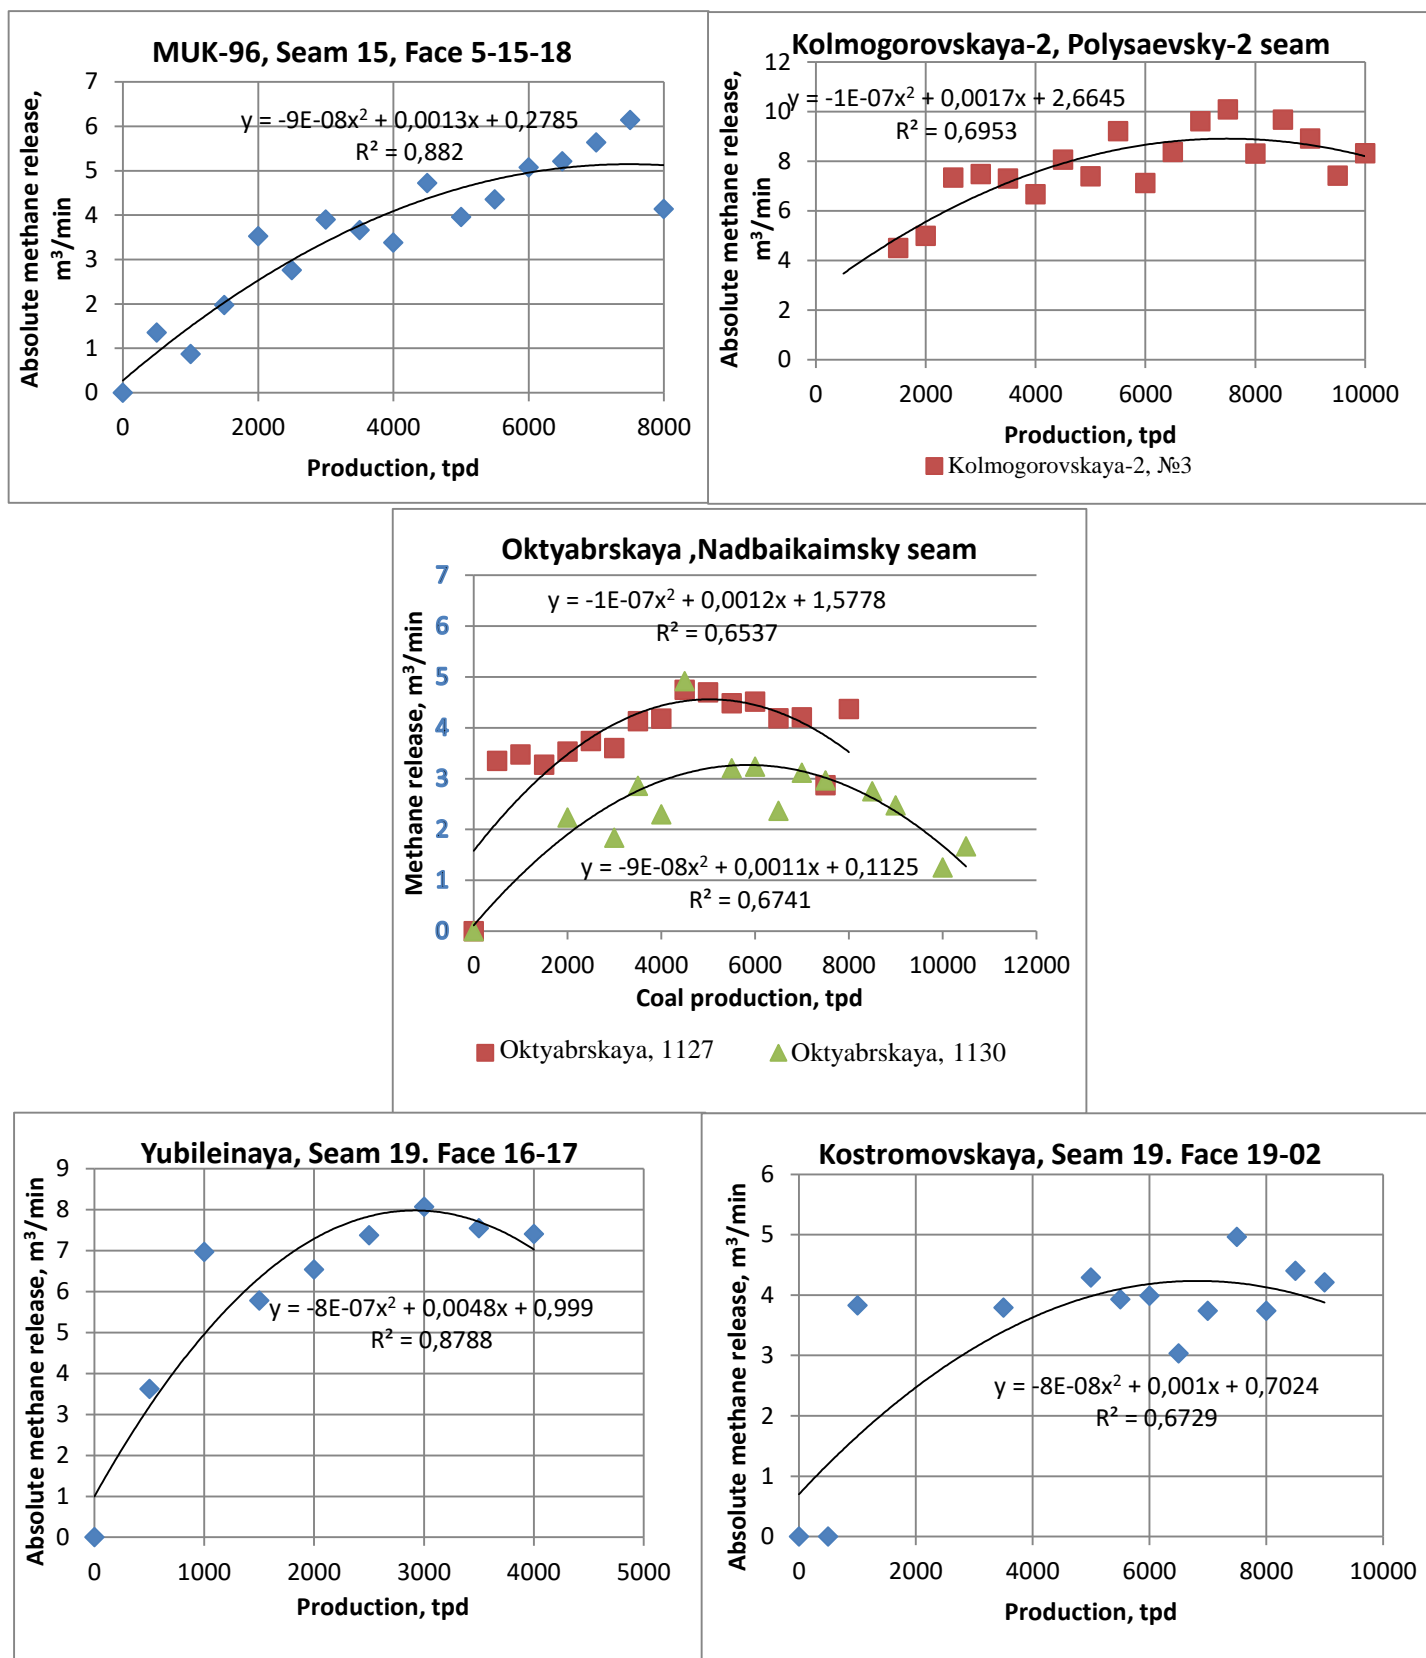 MUK-96, Seam 15, Face 5-15-18
7
6
5
4
3
2
1
0
Absolute methane release,
m³/min
y = -9E-08x² + 0,0013x + 0,2785
R² = 0,882
0 2000 4000 6000 8000
Production, tpd
Kolmogorovskaya-2, Polysaevsky-2 seam
12
10
8
6
4
2
0
Absolute methane release,
m³/min
y = -1E-07x² + 0,0017x + 2,6645
R² = 0,6953
0 2000 4000 6000 8000 10000
Production, tpd
Kolmogorovskaya-2, №3
Oktyabrskaya ,Nadbaikaimsky seam
7
6
5
4
3
2
1
0
Methane release, m³/min
y = -1E-07x² + 0,0012x + 1,5778
R² = 0,6537
y = -9E-08x² + 0,0011x + 0,1125
R² = 0,6741
0 2000 4000 6000 8000 10000 12000
Coal production, tpd
Oktyabrskaya, 1127 Oktyabrskaya, 1130
Yubileinaya, Seam 19. Face 16-17
9
8
7
6
5
4
3
2
1
0
Absolute methane release, m³/min
y = -8E-07x² + 0,0048x + 0,999
R² = 0,8788
0 1000 2000 3000 4000 5000
Production, tpd
Kostromovskaya, Seam 19. Face 19-02
6
5
4
3
2
1
0
Absolute methane release, m³/min
y = -8E-08x² + 0,001x + 0,7024
R² = 0,6729
0 2000 4000 6000 8000 10000
Production, tpd